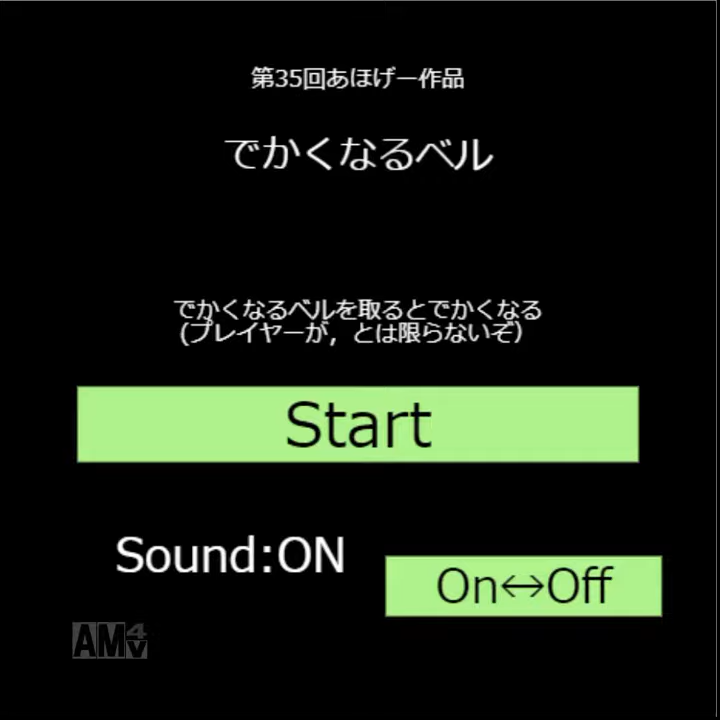 第35回あほげー作品
でかくなるベル
でかくなるベルを取るとでかくなる
(プレイヤーが，とは限らないぞ)
Start
Sound:ON
On↔Off
AM4v